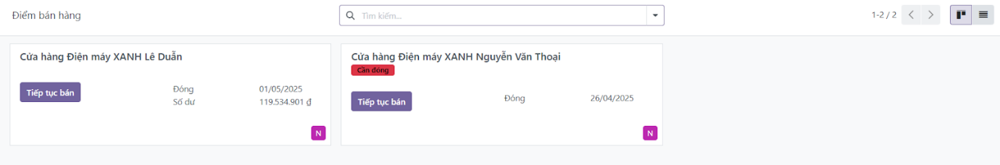 Điểm bán hàng
Tìm kiếm...
1-2 / 2
Cửa hàng Điện máy XANH Lê Duẩn
Tiếp tục bán
Đóng 01/05/2025
Số dư 119.534.901 ₫
N
Cửa hàng Điện máy XANH Nguyễn Văn Thoại
Cần đóng
Tiếp tục bán
Đóng 26/04/2025
N